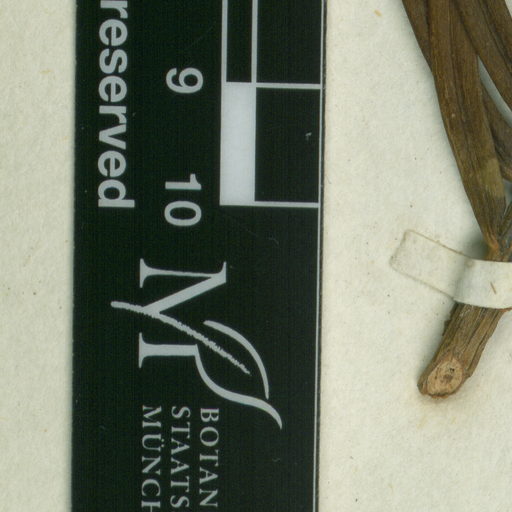 reserved
9 10
M
BOTAN
STAATS
MÜNCH